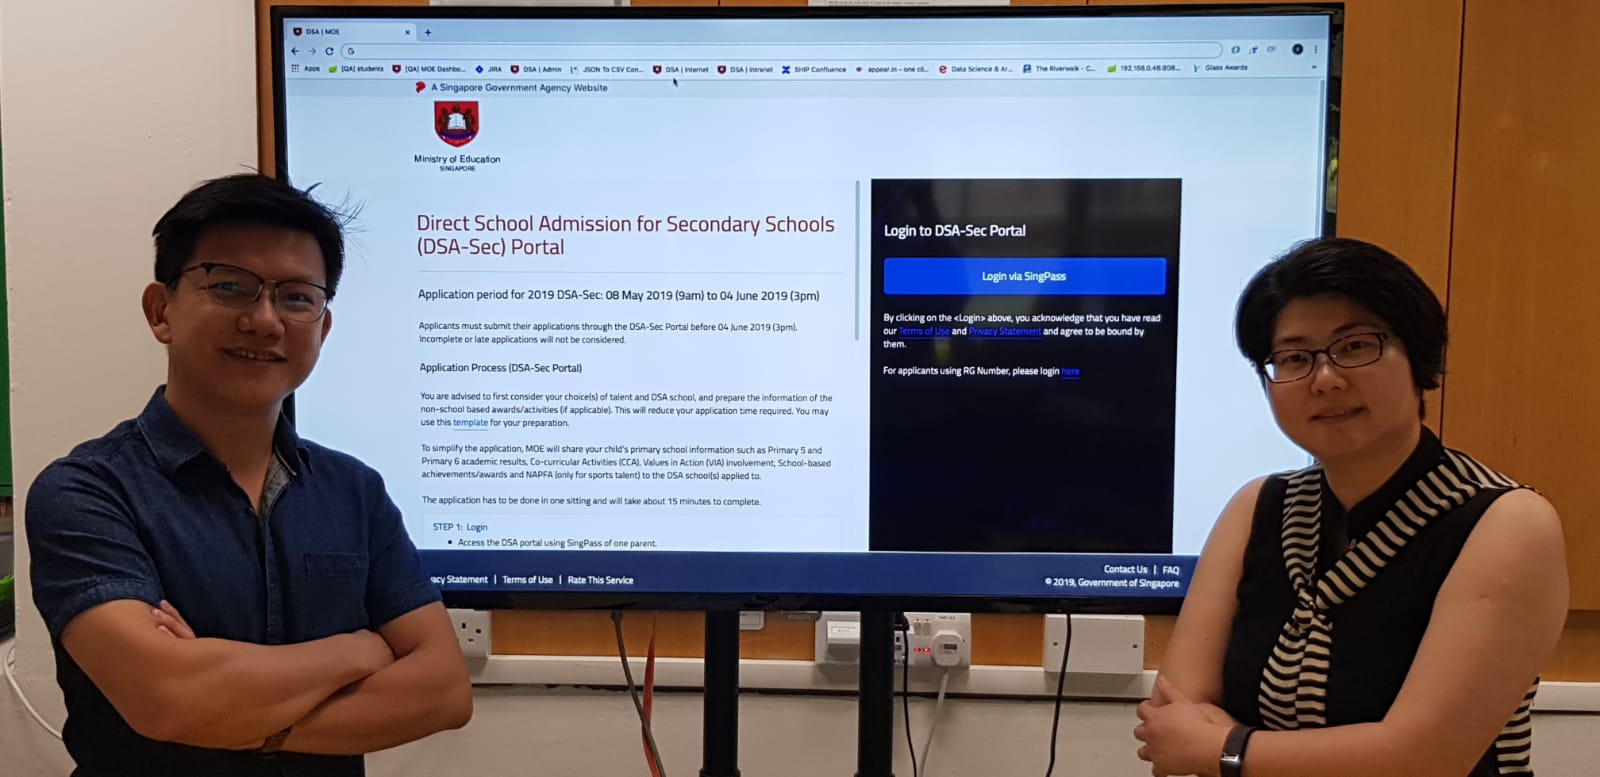 DSA | MOE
Apps
[QA] students
[QA] MOE Dashbo...
JIRA
DSA | Admin
JSON To CSV Con...
DSA | Internet
DSA | Intranet
SHIP Confluence
appear.in – one cli...
Data Science & Ar...
The Riverwalk - C...
192.168.0.46:808...
Glass Awards
A Singapore Government Agency Website
Ministry of Education
SINGAPORE
Direct School Admission for Secondary Schools
(DSA-Sec) Portal
Application period for 2019 DSA-Sec: 08 May 2019 (9am) to 04 June 2019 (3pm)
Applicants must submit their applications through the DSA-Sec Portal before 04 June 2019 (3pm).
Incomplete or late applications will not be considered.
Application Process (DSA-Sec Portal)
You are advised to first consider your choice(s) of talent and DSA school, and prepare the information of the
non-school based awards/activities (if applicable). This will reduce your application time required. You may
use this template for your preparation.
To simplify the application, MOE will share your child's primary school information such as Primary 5 and
Primary 6 academic results, Co-curricular Activities (CCA), Values in Action (VIA) involvement, School-based
achievements/awards and NAPFA (only for sports talent) to the DSA school(s) applied to.
The application has to be done in one sitting and will take about 15 minutes to complete.
STEP 1: Login
Access the DSA portal using SingPass of one parent.
Login to DSA-Sec Portal
Login via SingPass
By clicking on the <Login> above, you acknowledge that you have read
our Terms of Use and Privacy Statement and agree to be bound by
them.
For applicants using RG Number, please login here
acy Statement | Terms of Use | Rate This Service
Contact Us | FAQ
© 2019, Government of Singapore